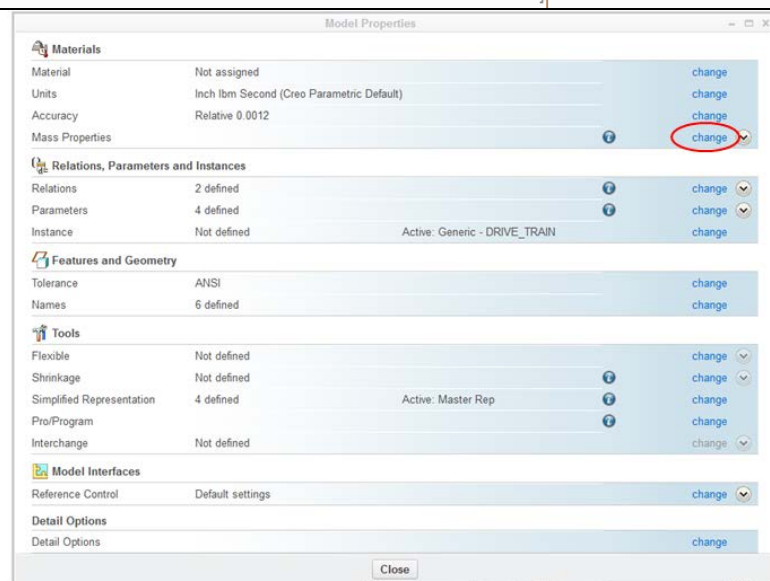 Model Properties
Materials
Material Not assigned change
Units Inch lbm Second (Creo Parametric Default) change
Accuracy Relative 0.0012 change
Mass Properties change
Relations, Parameters and Instances
Relations 2 defined change
Parameters 4 defined change
Instance Not defined Active: Generic - DRIVE_TRAIN change
Features and Geometry
Tolerance ANSI change
Names 6 defined change
Tools
Flexible Not defined change
Shrinkage Not defined change
Simplified Representation 4 defined Active: Master Rep change
Pro/Program change
Interchange Not defined change
Model Interfaces
Reference Control Default settings change
Detail Options
Detail Options change
Close